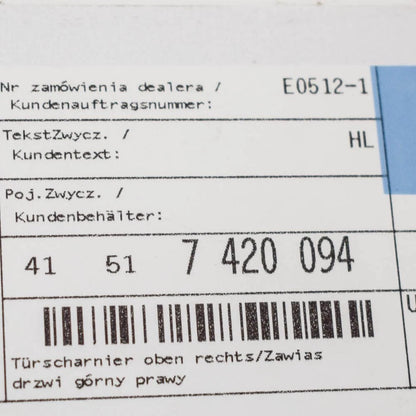 Nr zamówienia dealera / E0512-1
Kundenauftragsnummer:
TekstZwycz. / HL
Kundentext:
Poj.Zwycz. /
Kundenbehälter:
41 51 7 420 094
Türscharnier oben rechts/Zawias
drzwi górny prawy